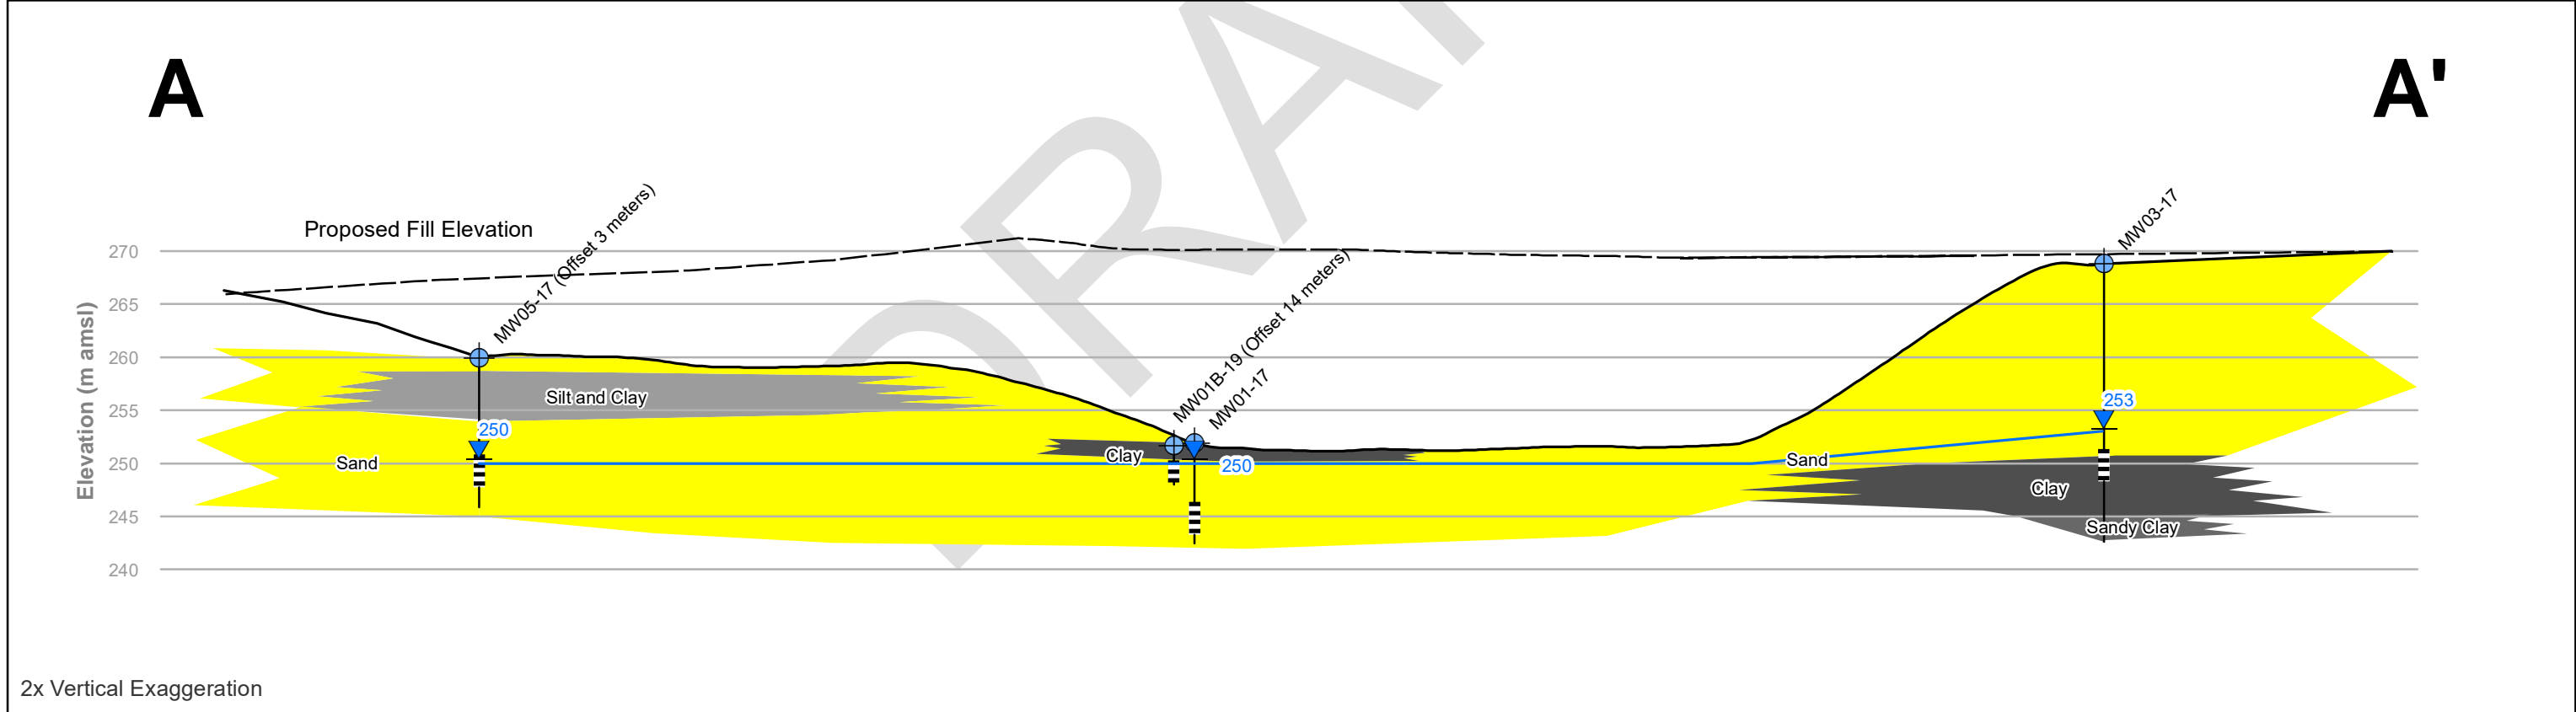 A
A'
DRAF
MW05-17 (Offset 3 meters)
MW03-17
Proposed Fill Elevation
270
265
260
255
250
245
240
Elevation (m amsl)
MW01B-19 (Offset 14 meters)
MW01-17
Silt and Clay
253
250
Clay
Sand
250
Sand
Clay
Sandy Clay
2x Vertical Exaggeration